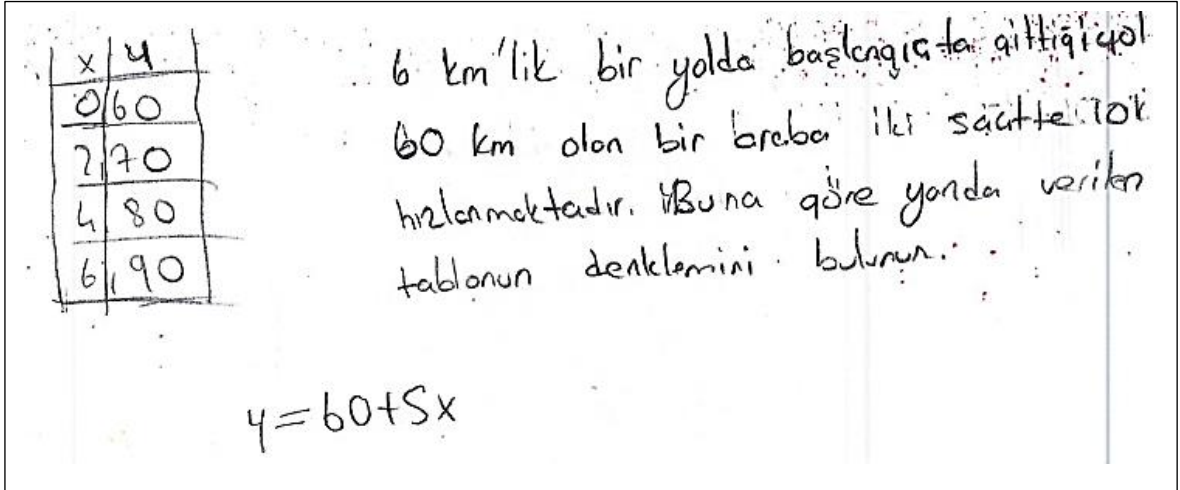 x y
0 60
2 70
4 80
6 90
6 km'lik bir yolda başlangıçta gittiği yol
60 km olan bir araba iki saatte 10k
hızlanmaktadır. Buna göre yanda verilen
tablonun denklemini bulunun.
y=60+5x